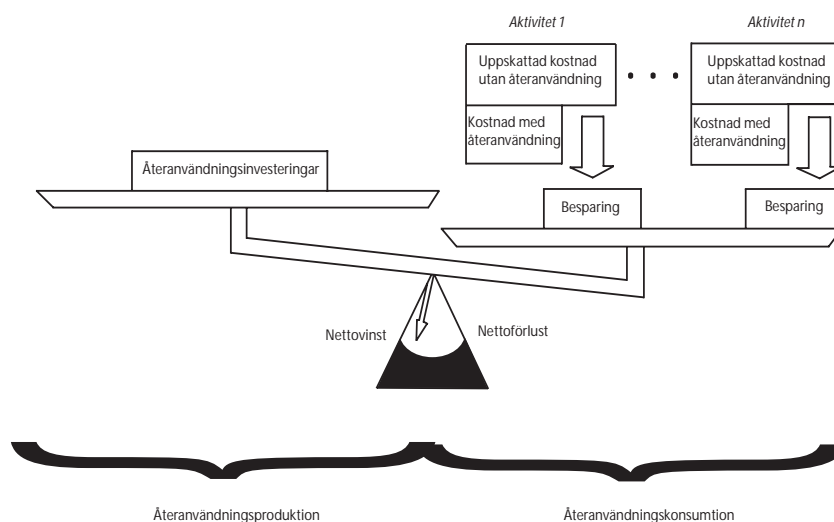 Aktivitet 1
Aktivitet n
Uppskattad kostnad
utan återanvändning
Uppskattad kostnad
utan återanvändning
Kostnad med
återanvändning
Kostnad med
återanvändning
Återanvändningsinvesteringar
Besparing
Besparing
Nettovinst
Nettoförlust
Återanvändningsproduktion
Återanvändningskonsumtion